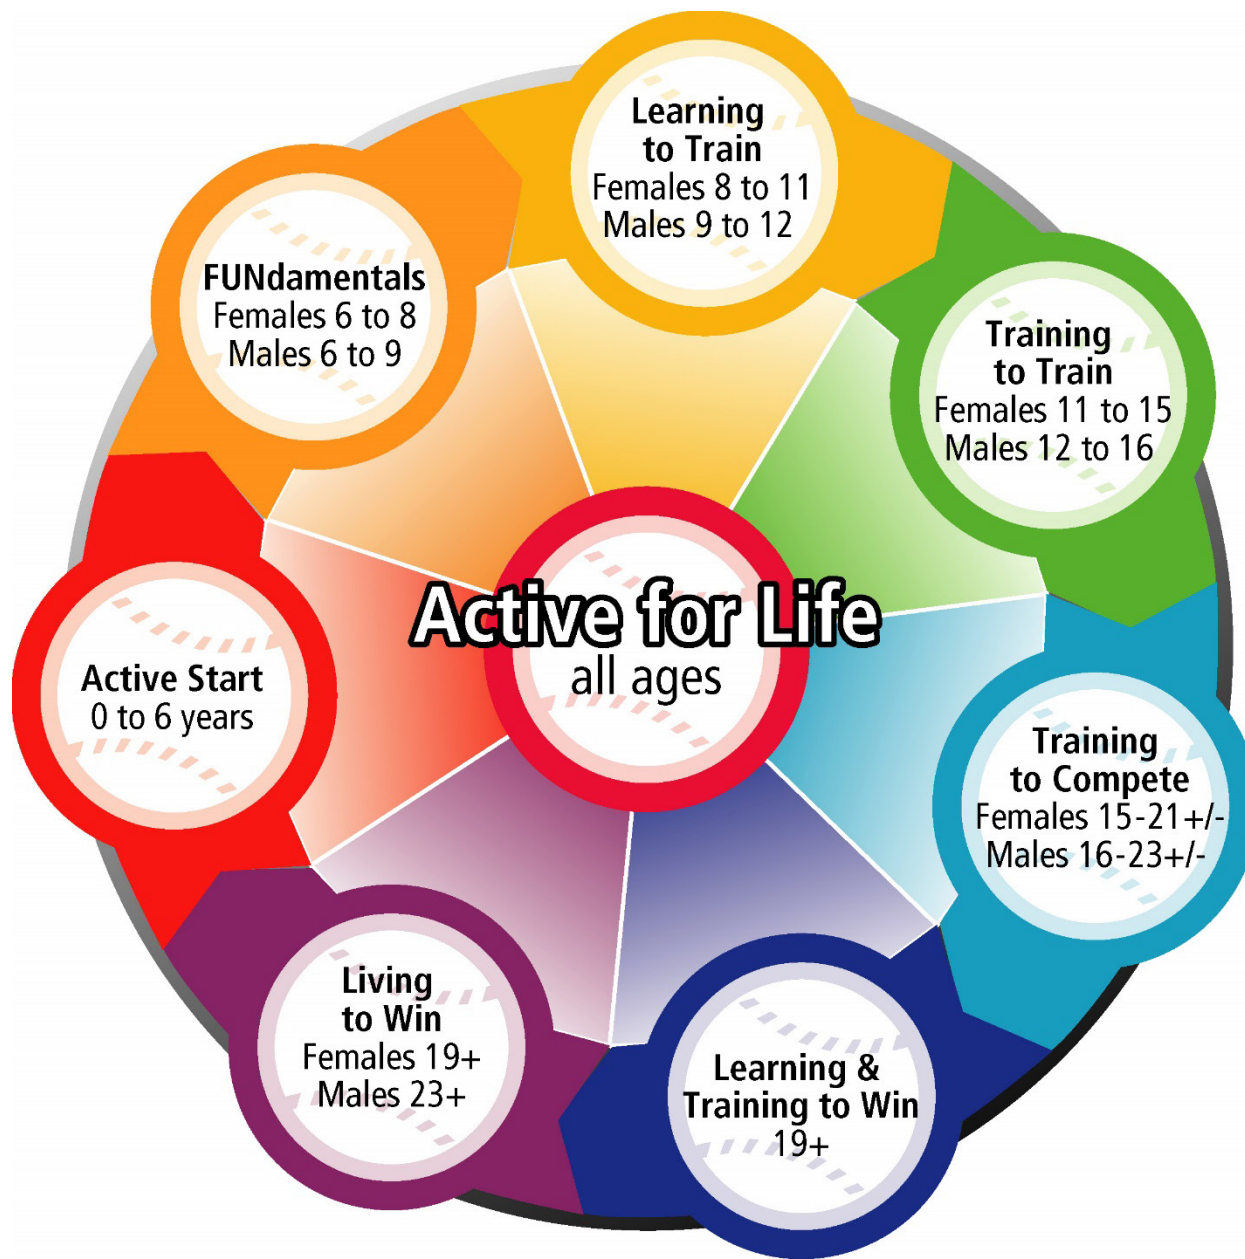 Learning
to Train
Females 8 to 11
Males 9 to 12
FUNdamentals
Females 6 to 8
Males 6 to 9
Training
to Train
Females 11 to 15
Males 12 to 16
Active for Life
all ages
Active Start
0 to 6 years
Training
to Compete
Females 15-21+/-
Males 16-23+/-
Living
to Win
Females 19+
Males 23+
Learning &
Training to Win
19+